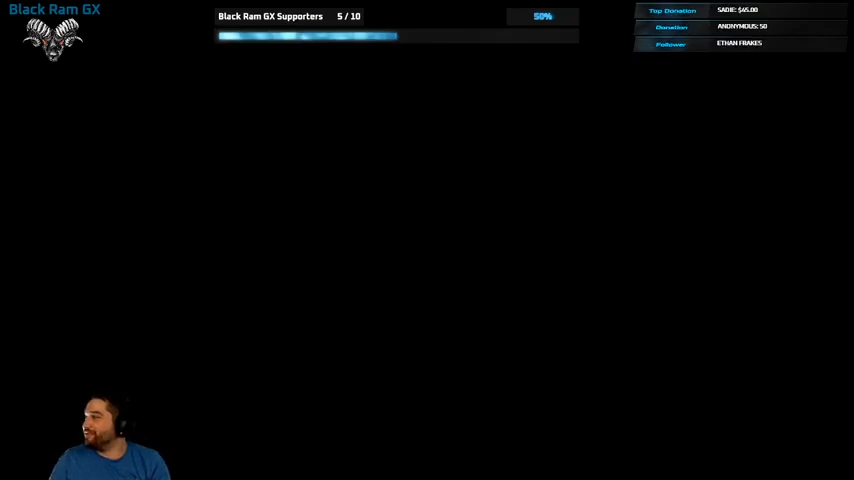 Black Ram GX
Black Ram GX Supporters 5 / 10
50%
Top Donation SADIE: $45.00
Donation ANONYMOUS: 50
Follower ETHAN FRAKES